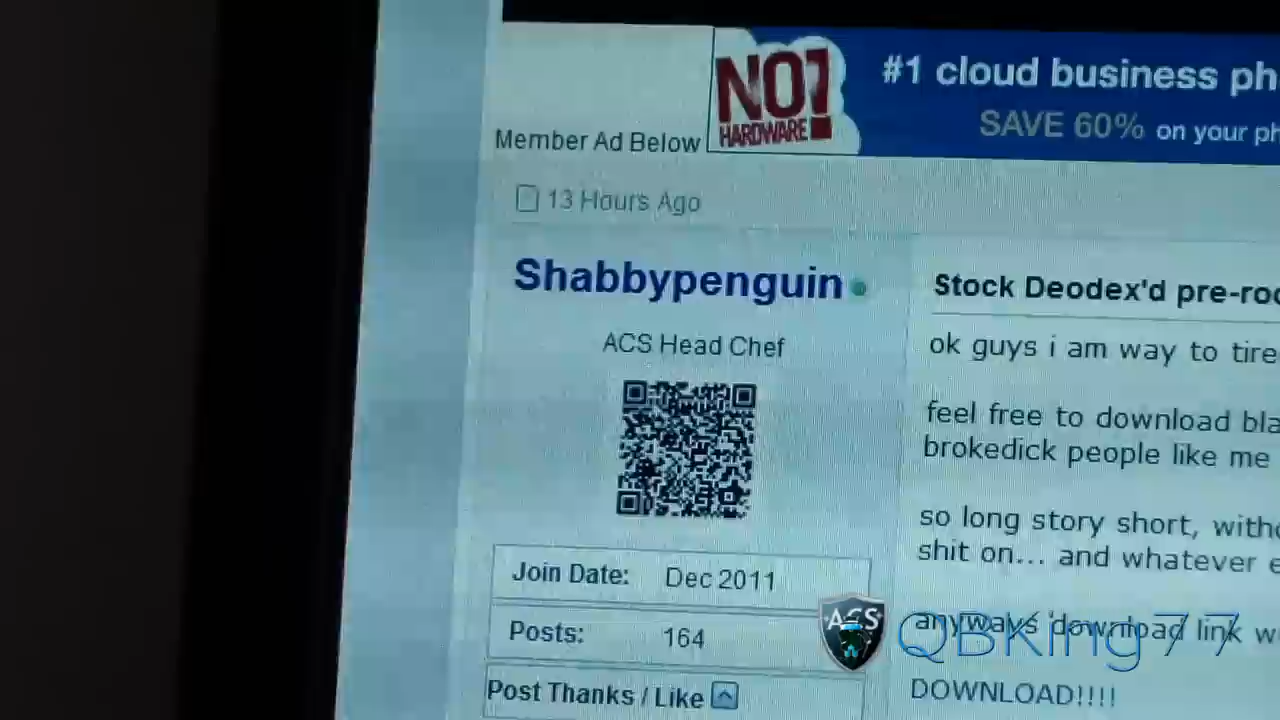 NO!
HARDWARE
#1 cloud business ph
SAVE 60% on your ph
Member Ad Below
13 Hours Ago
Shabbypenguin
ACS Head Chef
Join Date: Dec 2011
Posts: 164
Post Thanks / Like
Stock Deodex'd pre-roo
ok guys i am way to tire
feel free to download bla
brokedick people like me
so long story short, witho
shit on... and whatever e
anyways download link w
DOWNLOAD!!!!
ACS
QBKing77